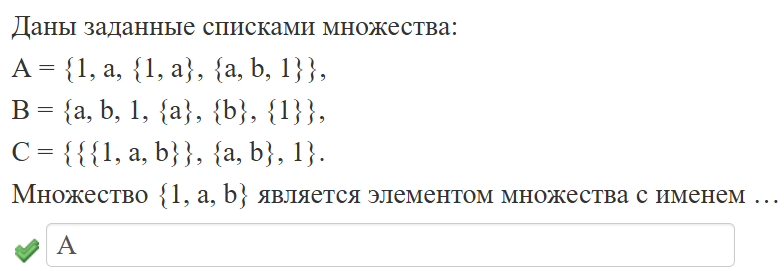 Даны заданные списками множества:
A = {1, a, {1, a}, {a, b, 1}},
B = {a, b, 1, {a}, {b}, {1}},
C = {{{1, a, b}}, {a, b}, 1}.
Множество {1, a, b} является элементом множества с именем …
A